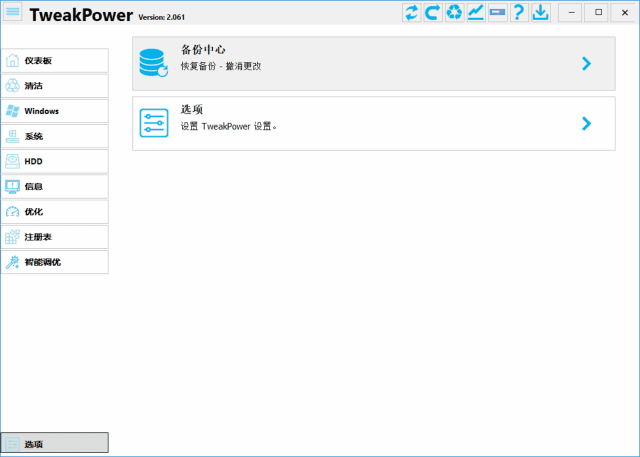 TweakPower Version: 2.061
仪表板
清洁
Windows
系统
HDD
信息
优化
注册表
智能调优
选项
备份中心
恢复备份 - 撤消更改
选项
设置 TweakPower 设置。